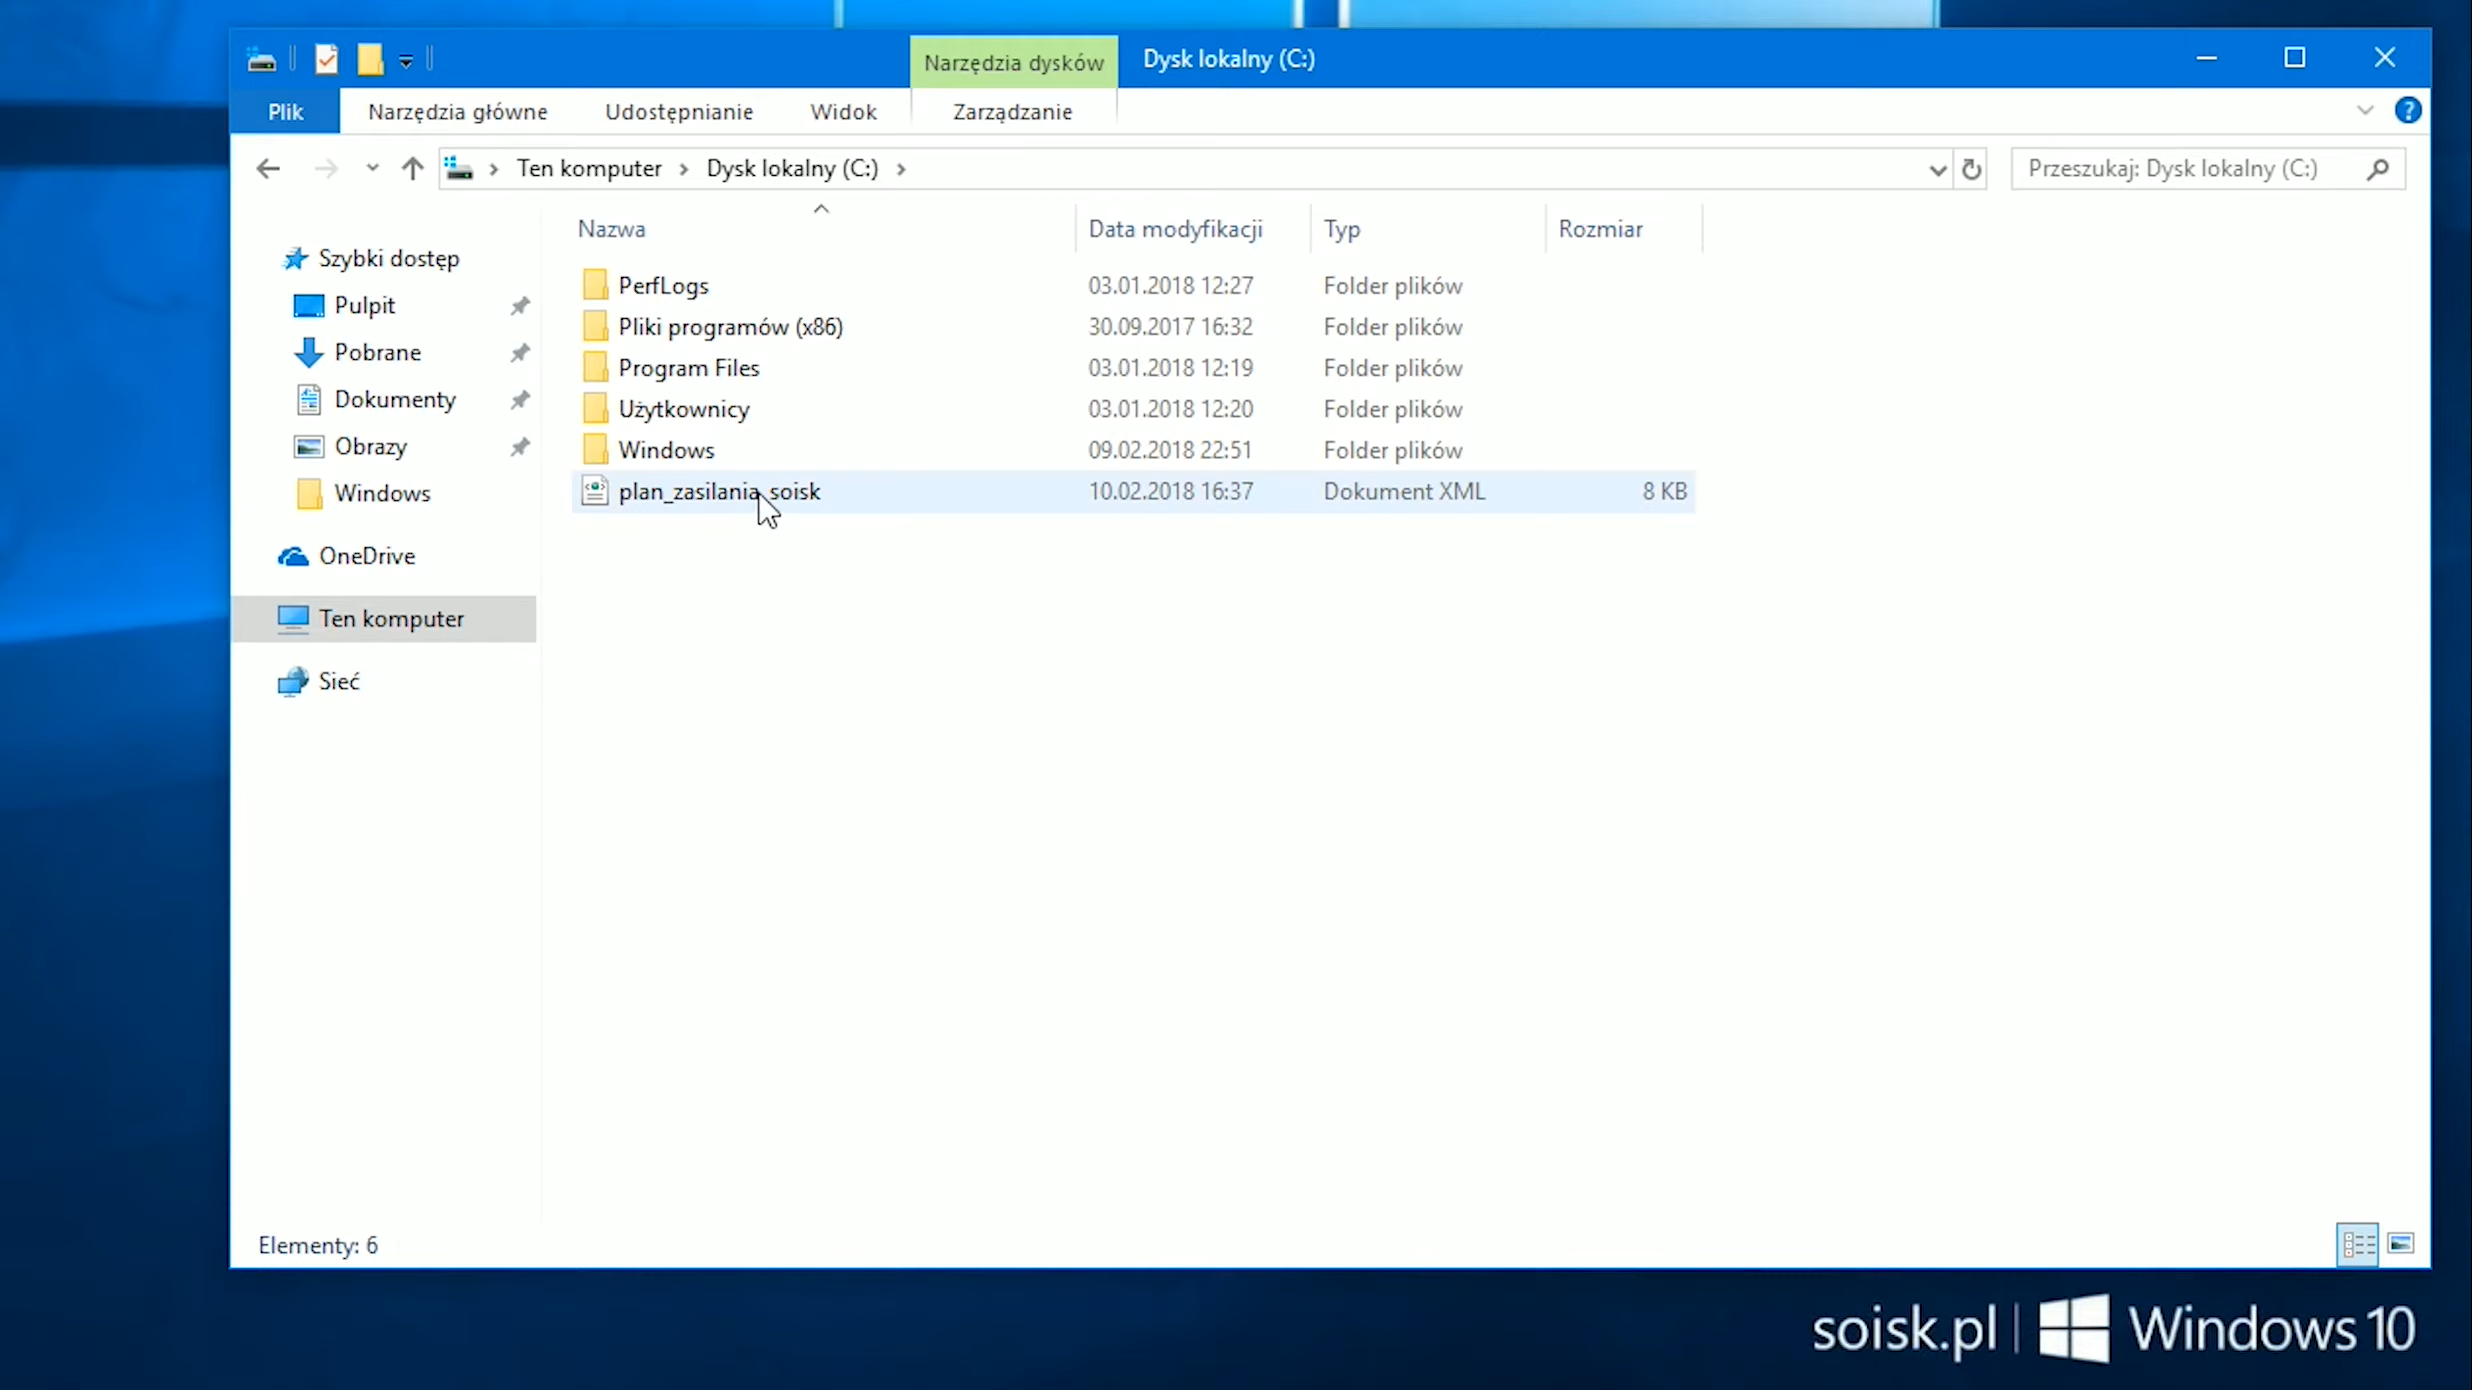 Narzędzia dysków
Dysk lokalny (C:)
Plik
Narzędzia główne
Udostępnianie
Widok
Zarządzanie
?
Ten komputer
Dysk lokalny (C:)
Przeszukaj: Dysk lokalny (C:)
Nazwa
Data modyfikacji
Typ
Rozmiar
Szybki dostęp
Pulpit
Pobrane
Dokumenty
Obrazy
Windows
OneDrive
Ten komputer
Sieć
PerfLogs 03.01.2018 12:27 Folder plików
Pliki programów (x86) 30.09.2017 16:32 Folder plików
Program Files 03.01.2018 12:19 Folder plików
Użytkownicy 03.01.2018 12:20 Folder plików
Windows 09.02.2018 22:51 Folder plików
plan_zasilania_soisk 10.02.2018 16:37 Dokument XML 8 KB
Elementy: 6
soisk.pl | Windows 10